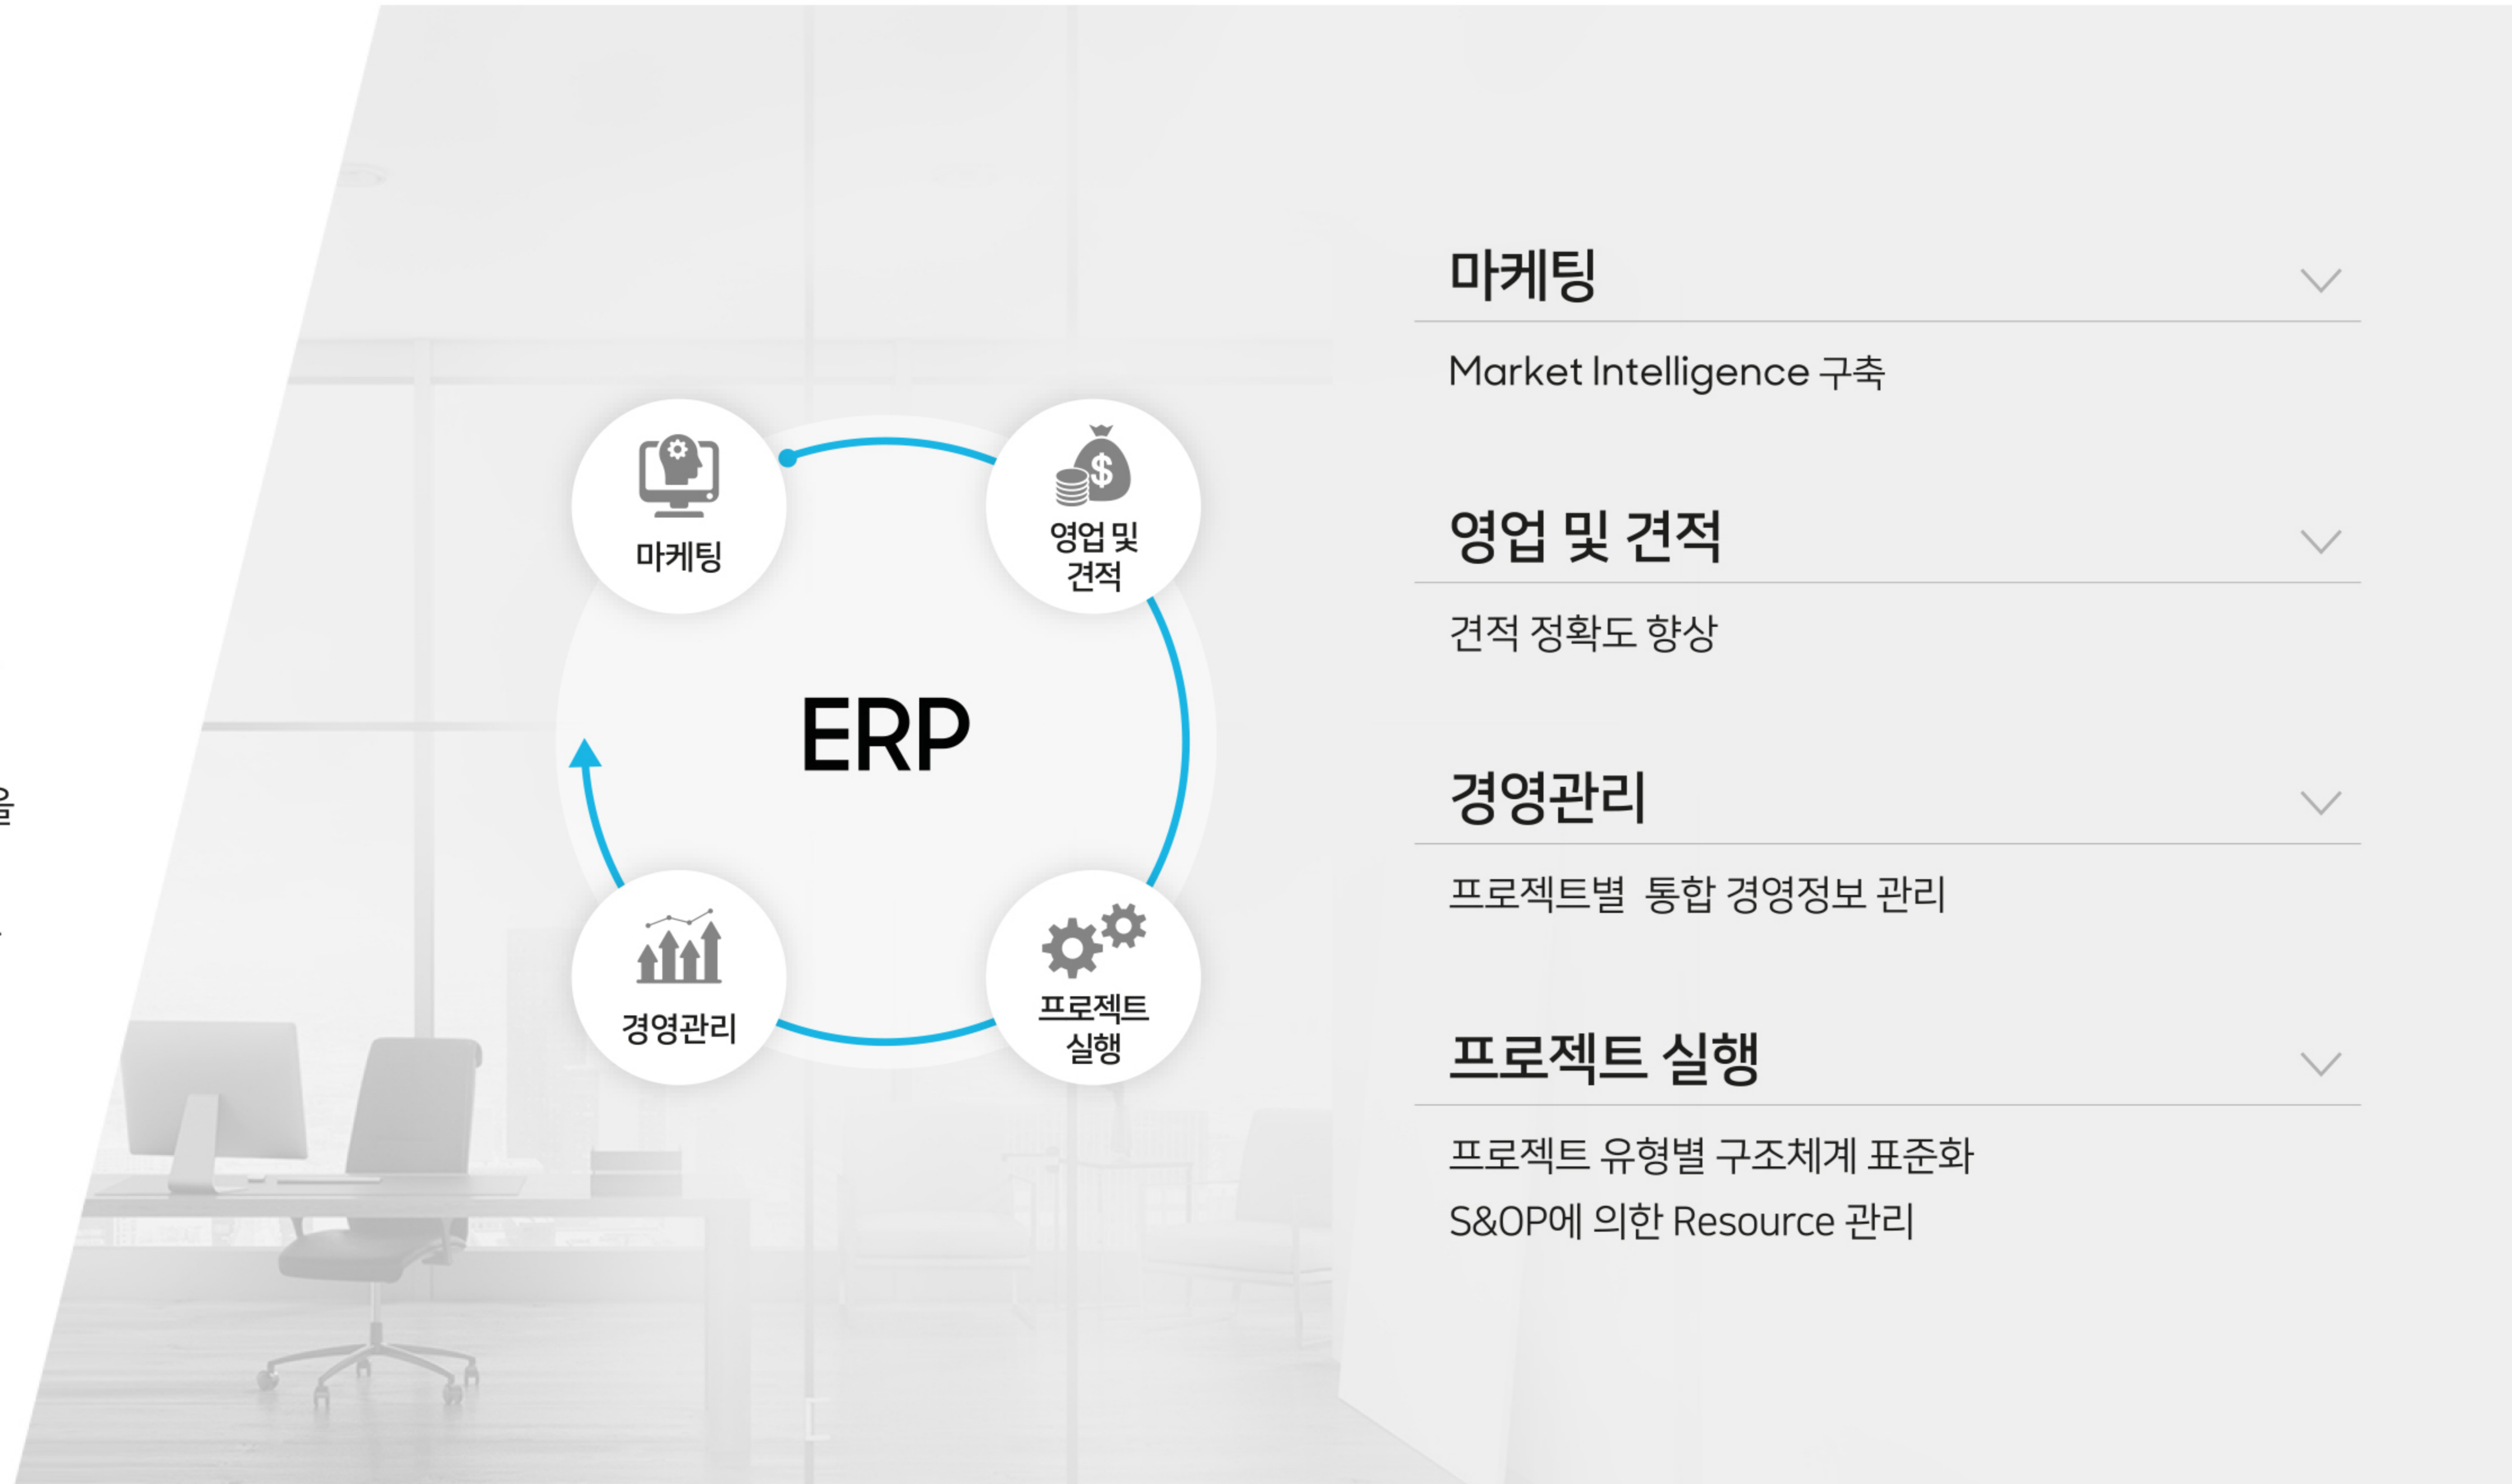 을
마케팅
영업 및
견적
ERP
경영관리
프로젝트
실행
마케팅
Market Intelligence 구축
영업 및 견적
견적 정확도 향상
경영관리
프로젝트별 통합 경영정보 관리
프로젝트 실행
프로젝트 유형별 구조체계 표준화
S&OP에 의한 Resource 관리